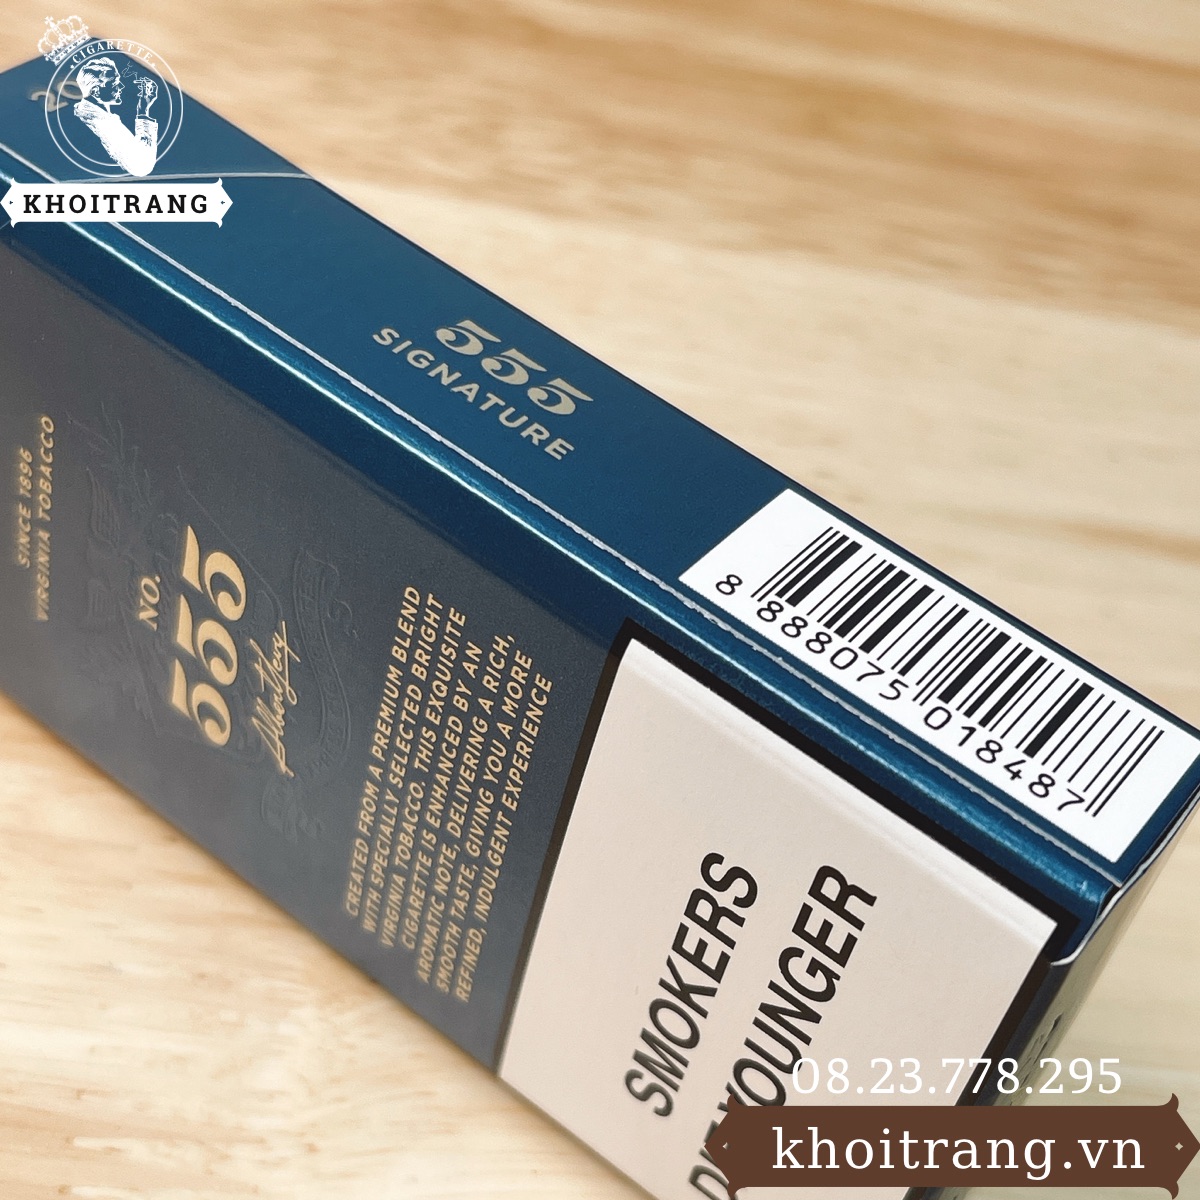 CIGARETTE
KHOITRANG
20
555
SIGNATURE
8 888075 018487
SINCE 1896
VIRGINIA TOBACCO
NO.
555
CREATED FROM A PREMIUM BLEND
WITH SPECIALLY SELECTED BRIGHT
VIRGINIA TOBACCO, THIS EXQUISITE
CIGARETTE IS ENHANCED BY AN
AROMATIC NOTE, DELIVERING A RICH,
SMOOTH TASTE, GIVING YOU A MORE
REFINED, INDULGENT EXPERIENCE
SMOKERS
YOUNGER
08.23.778.295
khoitrang.vn